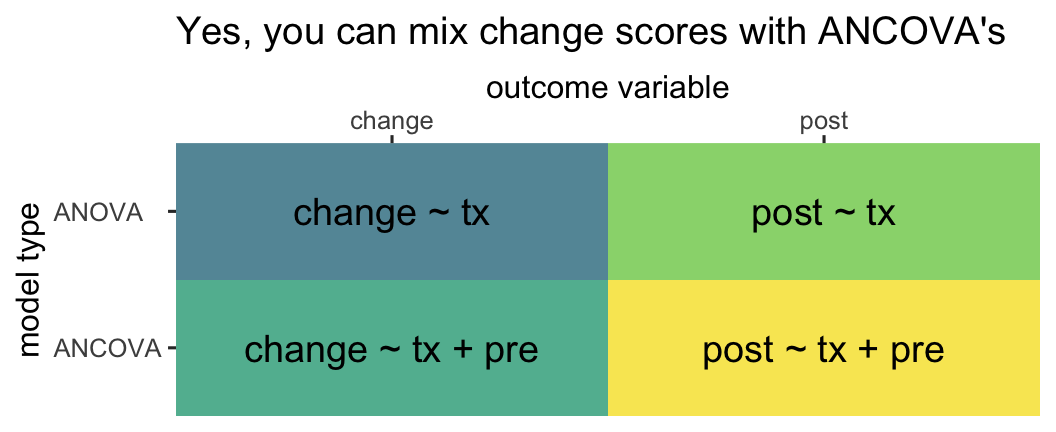 Yes, you can mix change scores with ANCOVA's
outcome variable
change
post
model type
ANOVA
change ~ tx
post ~ tx
ANCOVA
change ~ tx + pre
post ~ tx + pre